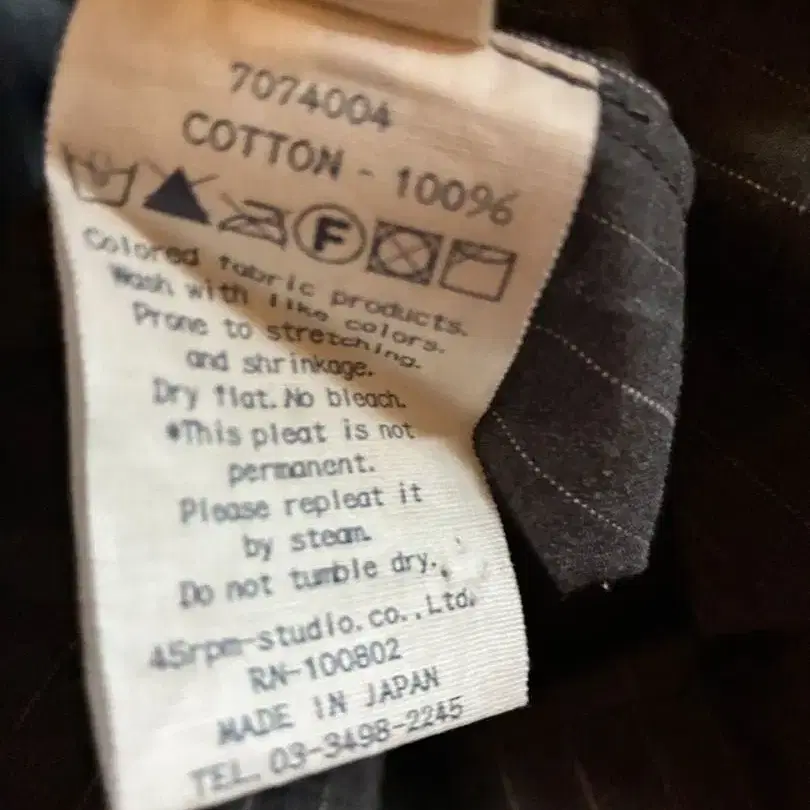 7074004
COTTON - 100%
F
Colored fabric products.
Wash with like colors.
Prone to stretching.
and shrinkage.
Dry flat. No bleach.
*This pleat is not
permanent.
Please repleat it
by steam.
Do not tumble dry.
45rpm-studio.co.,Ltd.
RN-100802
MADE IN JAPAN
TEL. 03-3498-2245